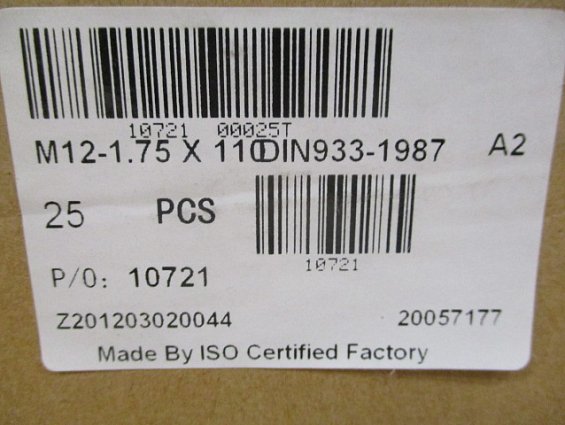 10721 00025T
M12-1.75 X 110DIN933-1987 A2
25 PCS
10721
P/O: 10721
Z201203020044 20057177
Made By ISO Certified Factory